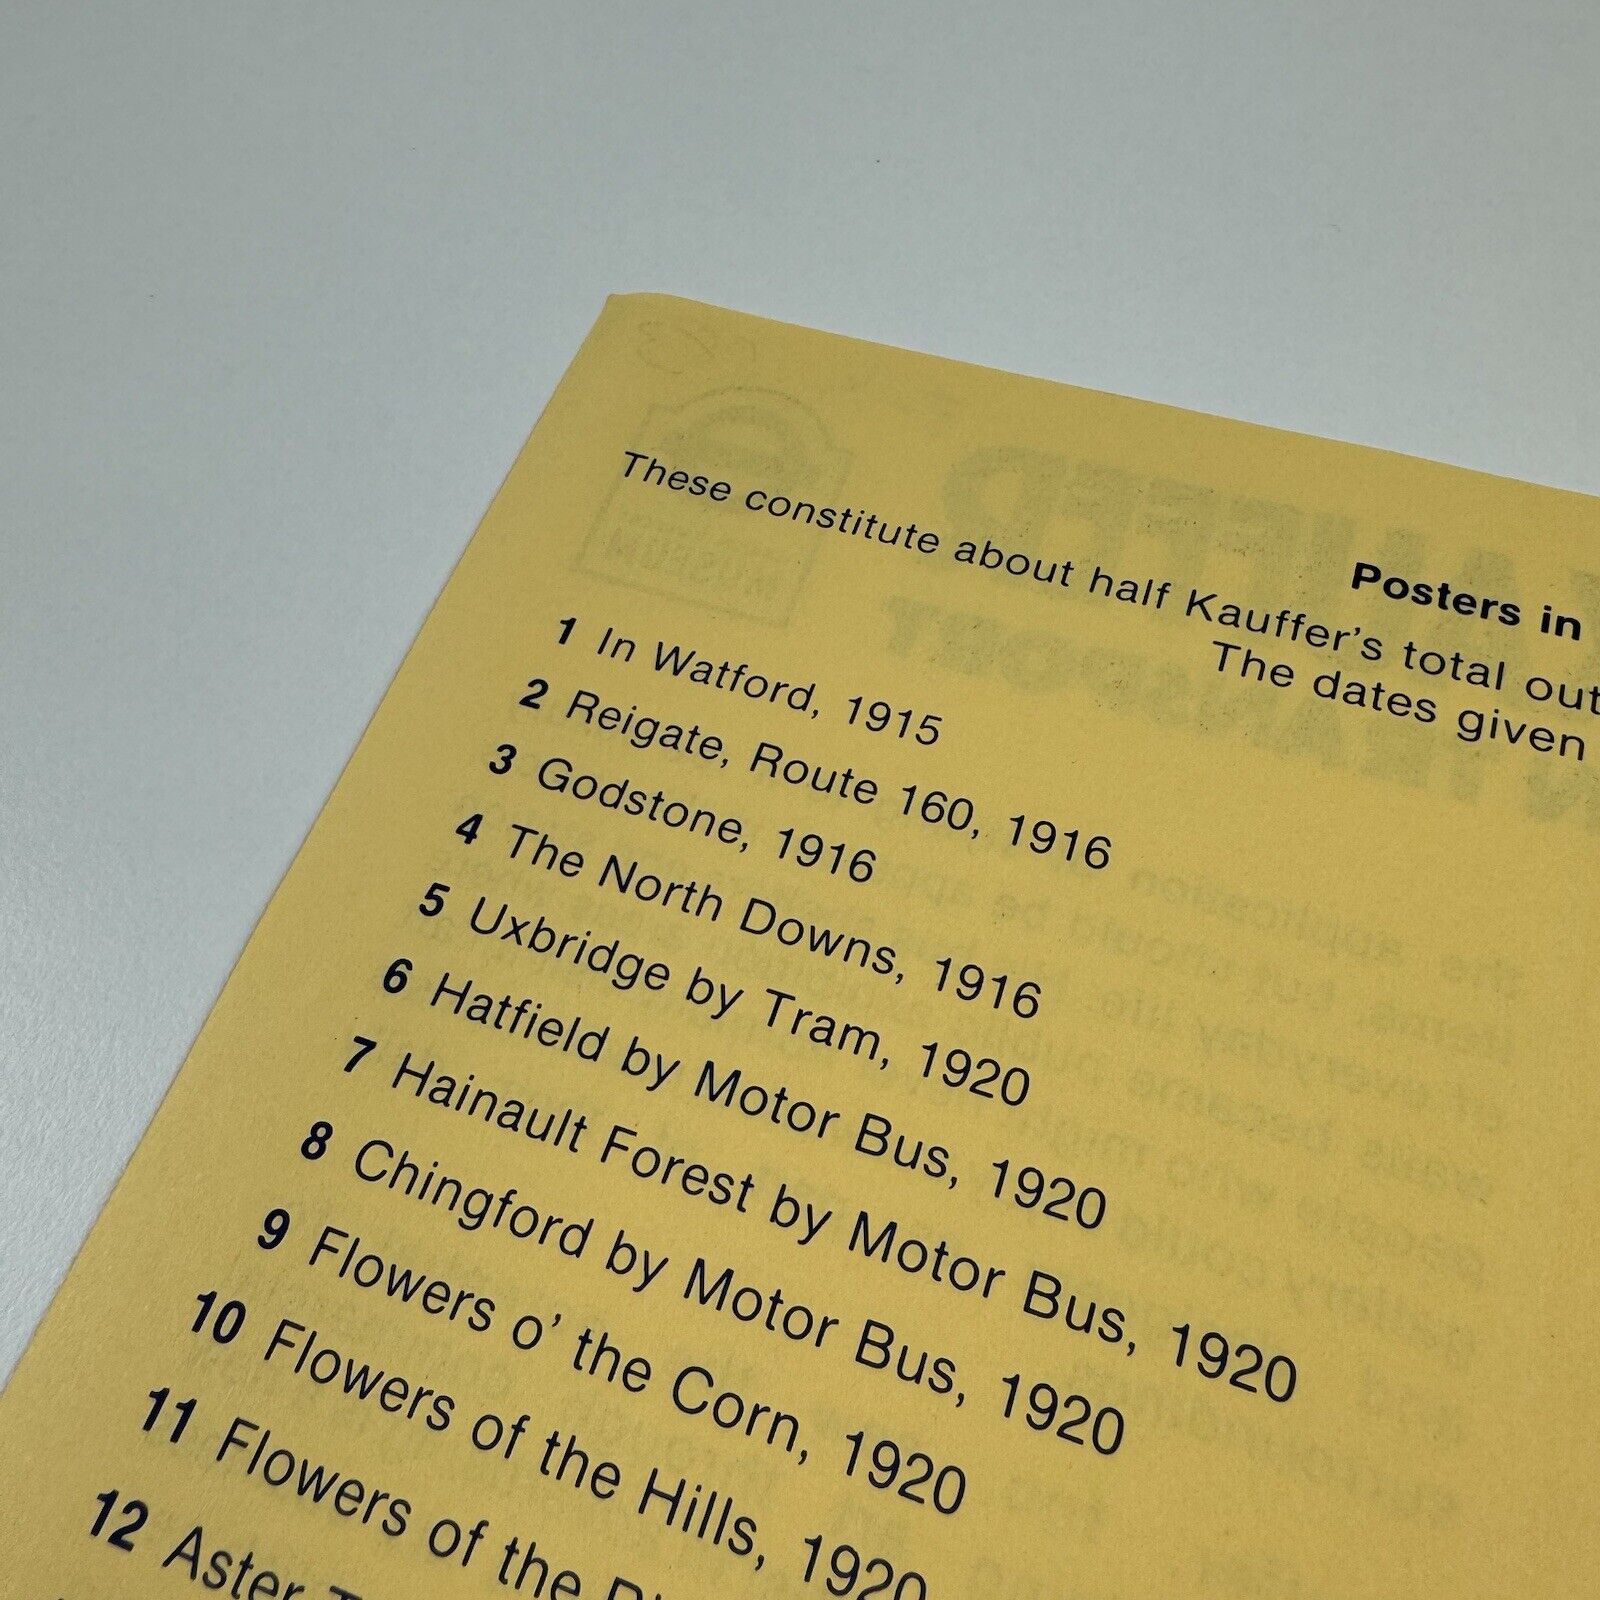 Posters in
These constitute about half Kauffer's total out
The dates given
1 In Watford, 1915
2 Reigate, Route 160, 1916
3 Godstone, 1916
4 The North Downs, 1916
5 Uxbridge by Tram, 1920
6 Hatfield by Motor Bus, 1920
7 Hainault Forest by Motor Bus, 1920
8 Chingford by Motor Bus, 1920
9 Flowers o' the Corn, 1920
10 Flowers of the Hills, 1920
11 Flowers of the
12 Aster